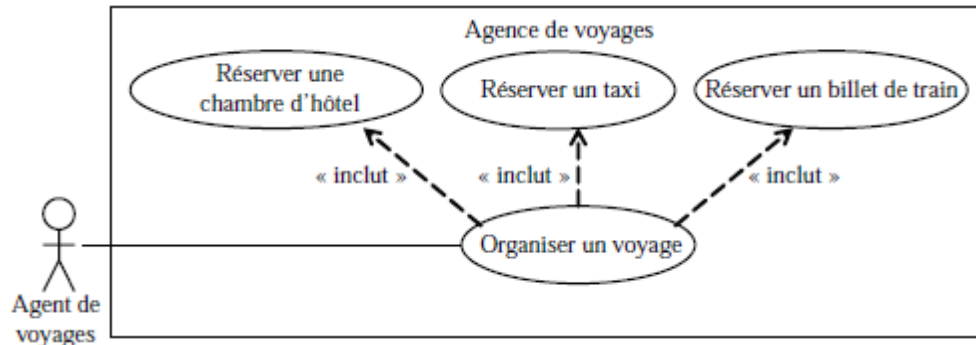 Agence de voyages
Réserver une
chambre d'hôtel
Réserver un taxi
Réserver un billet de train
« inclut »
« inclut »
« inclut »
Organiser un voyage
Agent de
voyages